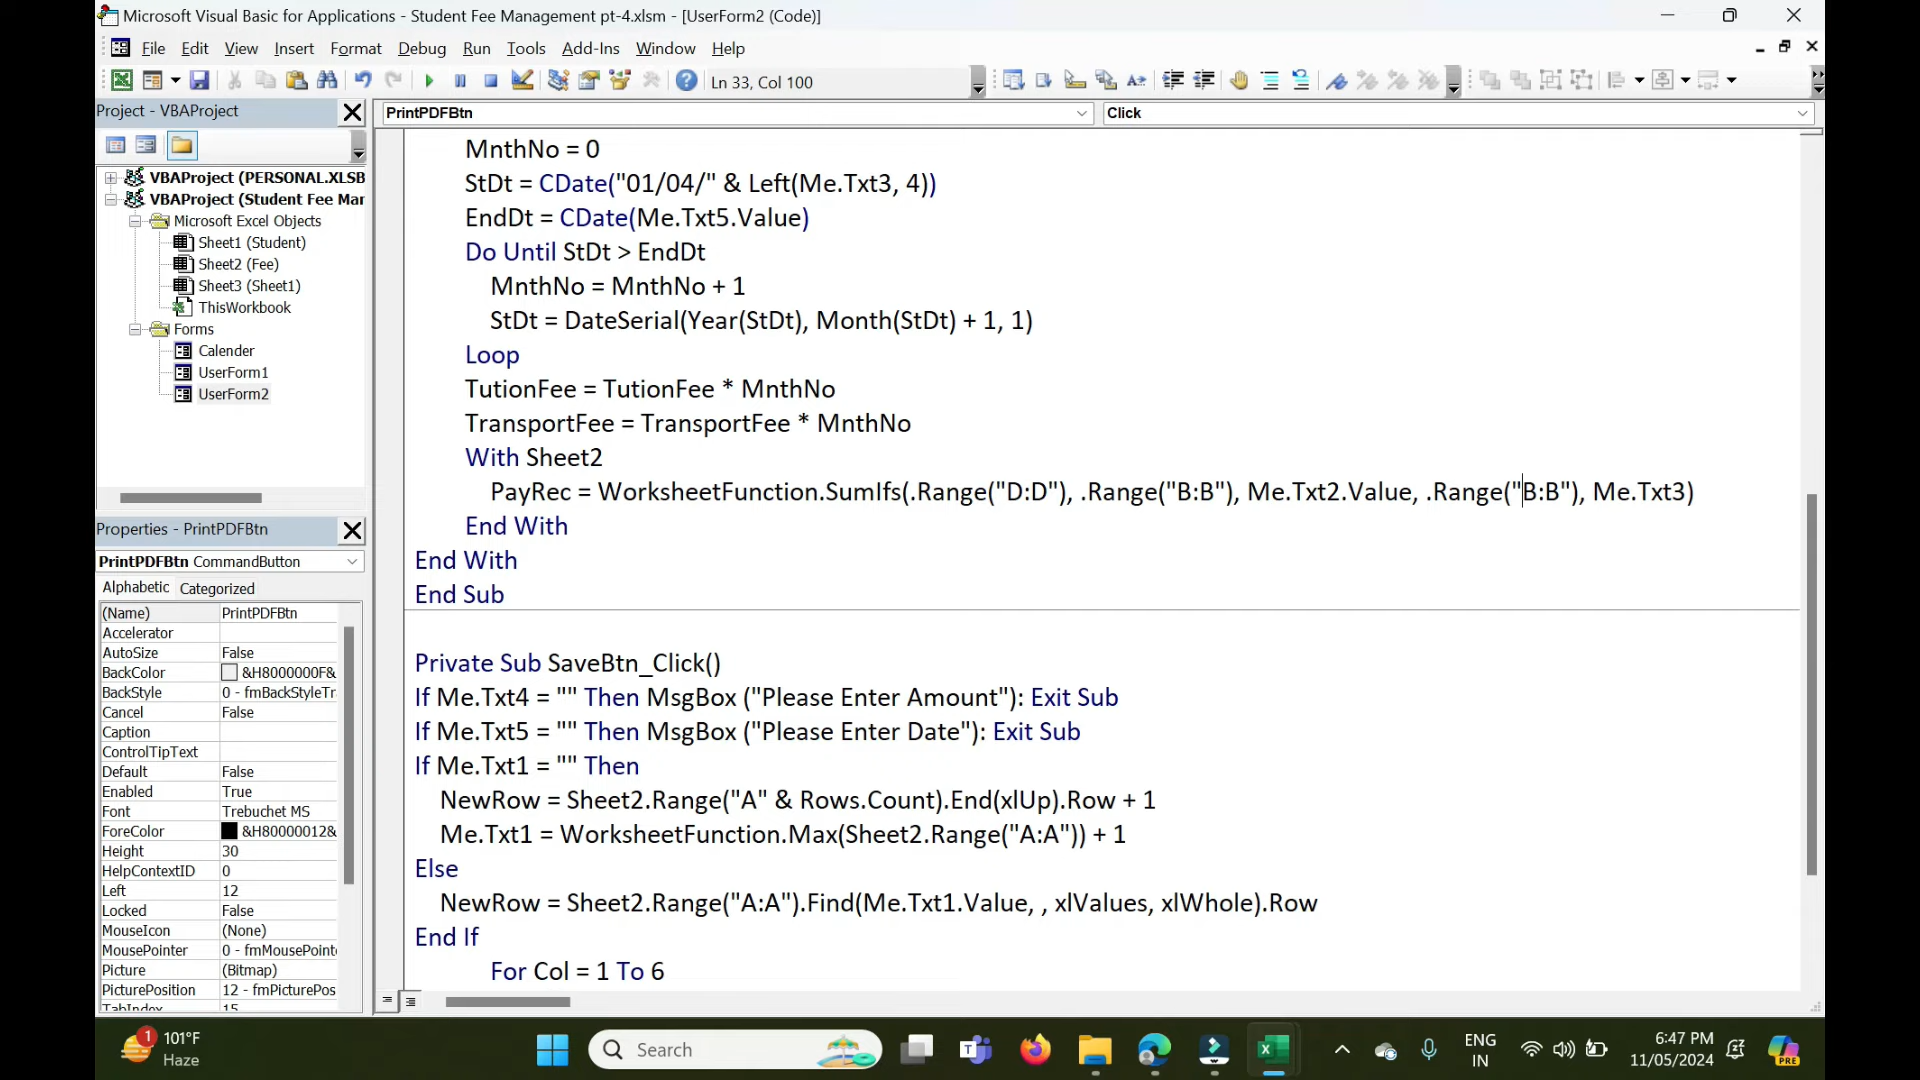 Microsoft Visual Basic for Applications - Student Fee Management pt-4.xlsm - [UserForm2 (Code)]
File Edit View Insert Format Debug Run Tools Add-Ins Window Help
Ln 33, Col 100
Project - VBAProject
VBAProject (PERSONAL.XLSB
VBAProject (Student Fee Mar
Microsoft Excel Objects
Sheet1 (Student)
Sheet2 (Fee)
Sheet3 (Sheet1)
ThisWorkbook
Forms
Calender
UserForm1
UserForm2
Properties - PrintPDFBtn
PrintPDFBtn CommandButton
Alphabetic Categorized
(Name) PrintPDFBtn
Accelerator
AutoSize False
BackColor &H8000000F&
BackStyle 0 - fmBackStyleTr
Cancel False
Caption
ControlTipText
Default False
Enabled True
Font Trebuchet MS
ForeColor &H80000012&
Height 30
HelpContextID 0
Left 12
Locked False
MouseIcon (None)
MousePointer 0 - fmMousePoint
Picture (Bitmap)
PicturePosition 12 - fmPicturePos
TabIndex 15
PrintPDFBtn Click
MnthNo = 0
StDt = CDate("01/04/" & Left(Me.Txt3, 4))
EndDt = CDate(Me.Txt5.Value)
Do Until StDt > EndDt
MnthNo = MnthNo + 1
StDt = DateSerial(Year(StDt), Month(StDt) + 1, 1)
Loop
TutionFee = TutionFee * MnthNo
TransportFee = TransportFee * MnthNo
With Sheet2
PayRec = WorksheetFunction.SumIfs(.Range("D:D"), .Range("B:B"), Me.Txt2.Value, .Range("B:B"), Me.Txt3)
End With
End With
End Sub
Private Sub SaveBtn_Click()
If Me.Txt4 = "" Then MsgBox ("Please Enter Amount"): Exit Sub
If Me.Txt5 = "" Then MsgBox ("Please Enter Date"): Exit Sub
If Me.Txt1 = "" Then
NewRow = Sheet2.Range("A" & Rows.Count).End(xlUp).Row + 1
Me.Txt1 = WorksheetFunction.Max(Sheet2.Range("A:A")) + 1
Else
NewRow = Sheet2.Range("A:A").Find(Me.Txt1.Value, , xlValues, xlWhole).Row
End If
For Col = 1 To 6
1
101°F
Haze
Search
ENG
IN
6:47 PM
11/05/2024
PRE